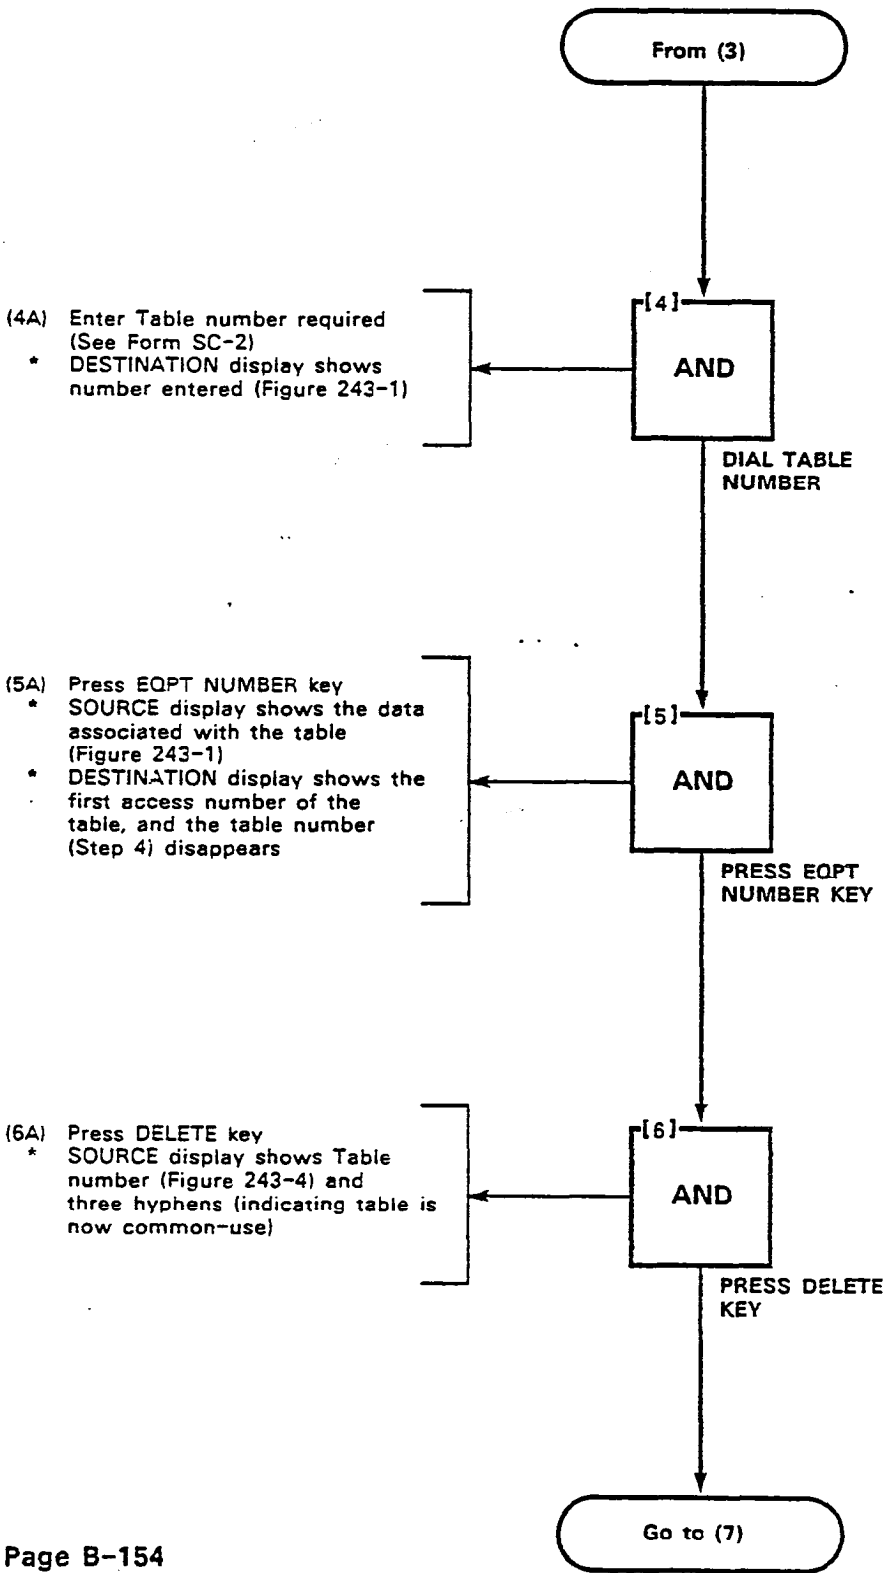 From (3)
(4A) Enter Table number required
(See Form SC-2)
* DESTINATION display shows
number entered (Figure 243-1)
[4]
AND
DIAL TABLE
NUMBER
(5A) Press EQPT NUMBER key
* SOURCE display shows the data
associated with the table
(Figure 243-1)
* DESTINATION display shows the
first access number of the
table, and the table number
(Step 4) disappears
[5]
AND
PRESS EQPT
NUMBER KEY
(6A) Press DELETE key
* SOURCE display shows Table
number (Figure 243-4) and
three hyphens (indicating table is
now common-use)
[6]
AND
PRESS DELETE
KEY
Go to (7)
Page B-154